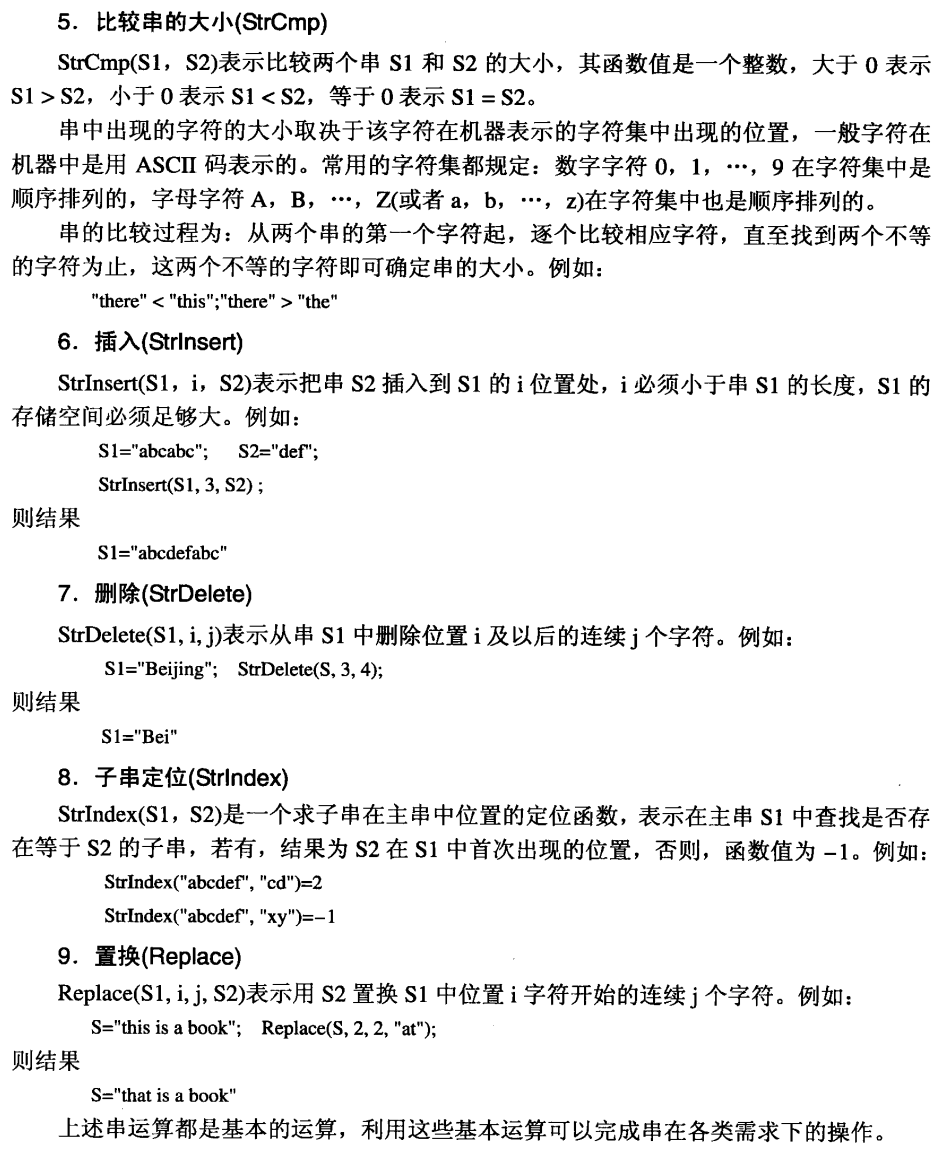 5．比较串的大小(StrCmp)
StrCmp(S1，S2)表示比较两个串 S1 和 S2 的大小，其函数值是一个整数，大于 0 表示
S1 > S2，小于 0 表示 S1 < S2，等于 0 表示 S1 = S2。
串中出现的字符的大小取决于该字符在机器表示的字符集中出现的位置，一般字符在
机器中是用 ASCII 码表示的。常用的字符集都规定：数字字符 0，1，…，9 在字符集中是
顺序排列的，字母字符 A，B，…，Z(或者 a，b，…，z)在字符集中也是顺序排列的。
串的比较过程为：从两个串的第一个字符起，逐个比较相应字符，直至找到两个不等
的字符为止，这两个不等的字符即可确定串的大小。例如：
"there" < "this";"there" > "the"
6．插入(StrInsert)
StrInsert(S1，i，S2)表示把串 S2 插入到 S1 的 i 位置处，i 必须小于串 S1 的长度，S1 的
存储空间必须足够大。例如：
S1="abcabc"; S2="def";
StrInsert(S1, 3, S2) ;
则结果
S1="abcdefabc"
7．删除(StrDelete)
StrDelete(S1, i, j)表示从串 S1 中删除位置 i 及以后的连续 j 个字符。例如：
S1="Beijing"; StrDelete(S, 3, 4);
则结果
S1="Bei"
8．子串定位(StrIndex)
StrIndex(S1，S2)是一个求子串在主串中位置的定位函数，表示在主串 S1 中查找是否存
在等于 S2 的子串，若有，结果为 S2 在 S1 中首次出现的位置，否则，函数值为 –1。例如：
StrIndex("abcdef", "cd")=2
StrIndex("abcdef", "xy")=–1
9．置换(Replace)
Replace(S1, i, j, S2)表示用 S2 置换 S1 中位置 i 字符开始的连续 j 个字符。例如：
S="this is a book"; Replace(S, 2, 2, "at");
则结果
S="that is a book"
上述串运算都是基本的运算，利用这些基本运算可以完成串在各类需求下的操作。